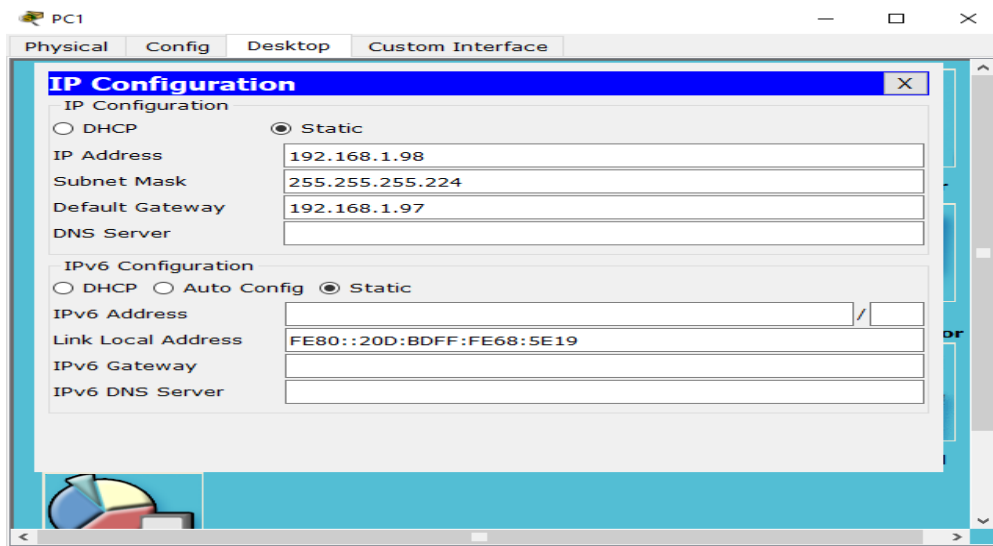 PC1
Physical Config Desktop Custom Interface
IP Configuration X
IP Configuration
DHCP Static
IP Address 192.168.1.98
Subnet Mask 255.255.255.224
Default Gateway 192.168.1.97
DNS Server
IPv6 Configuration
DHCP Auto Config Static
IPv6 Address /
Link Local Address FE80::20D:BDFF:FE68:5E19
IPv6 Gateway
IPv6 DNS Server